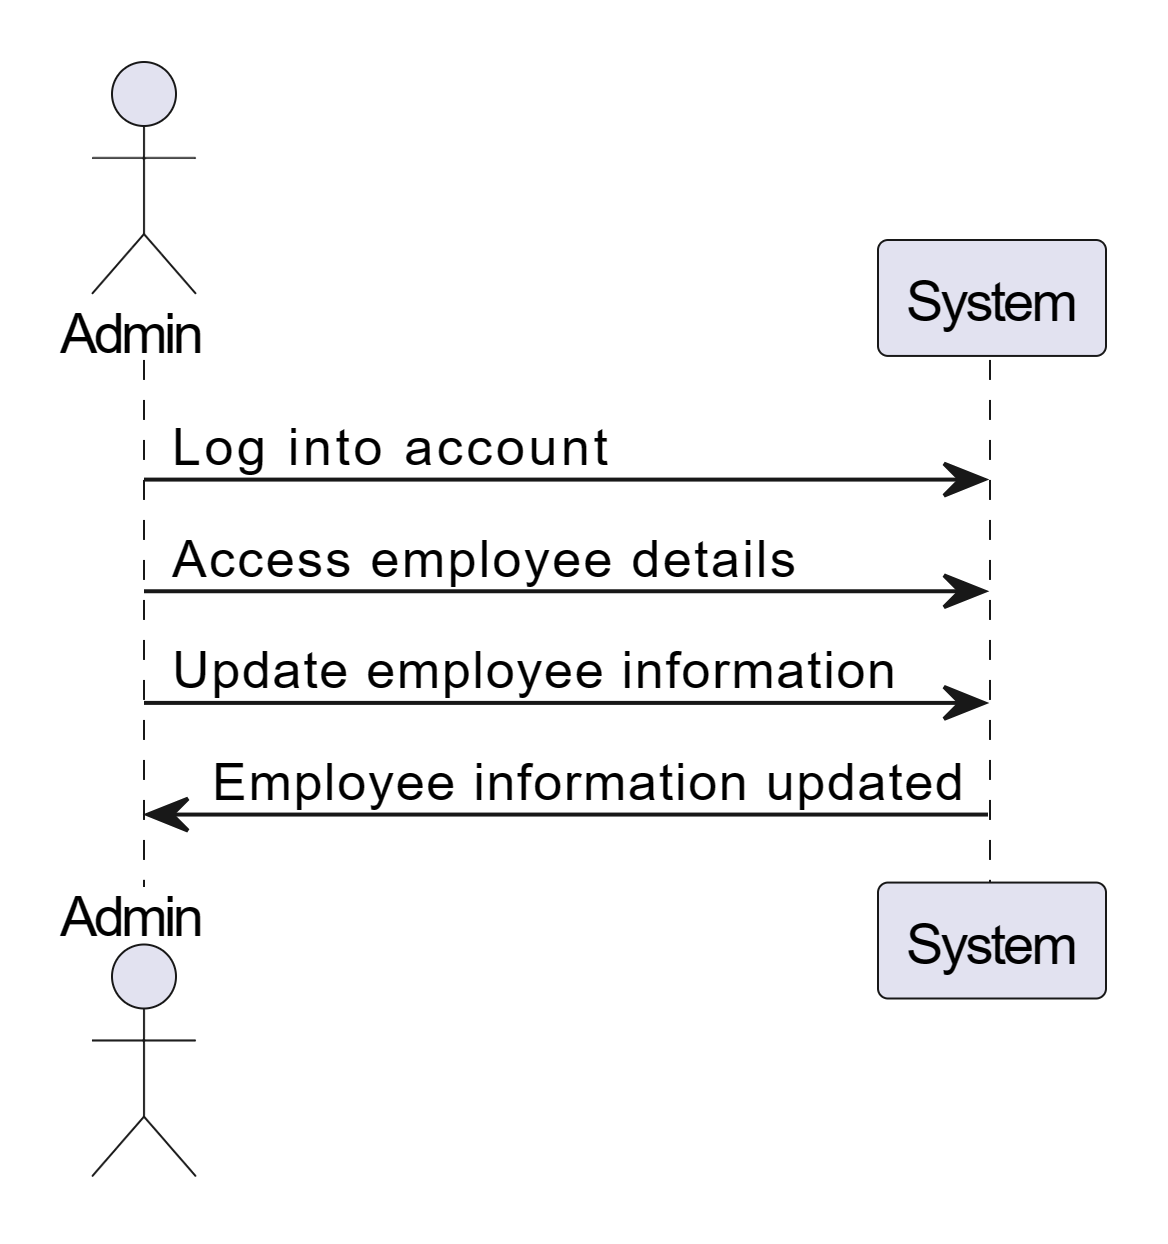 Admin
System
Log into account
Access employee details
Update employee information
Employee information updated
Admin
System